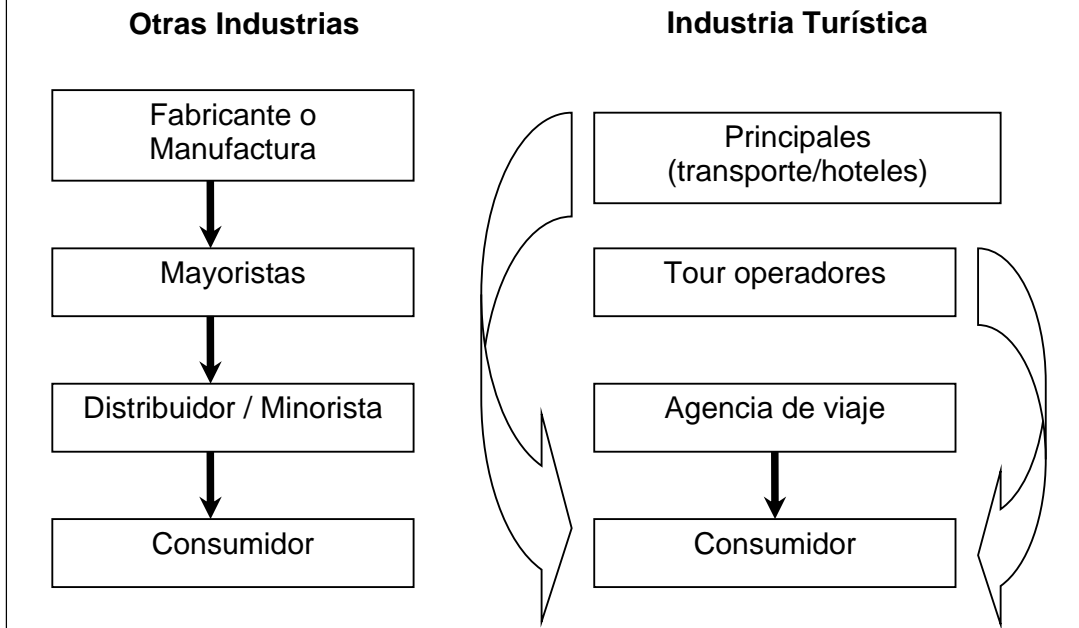 Otras Industrias
Fabricante o
Manufactura
Mayoristas
Distribuidor / Minorista
Consumidor
Industria Turística
Principales
(transporte/hoteles)
Tour operadores
Agencia de viaje
Consumidor